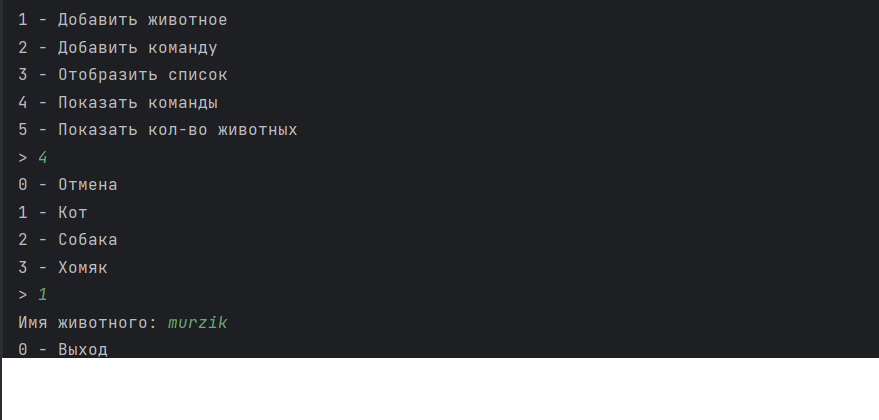 1 - Добавить животное
2 - Добавить команду
3 - Отобразить список
4 - Показать команды
5 - Показать кол-во животных
> 4
0 - Отмена
1 - Кот
2 - Собака
3 - Хомяк
> 1
Имя животного: murzik
0 - Выход